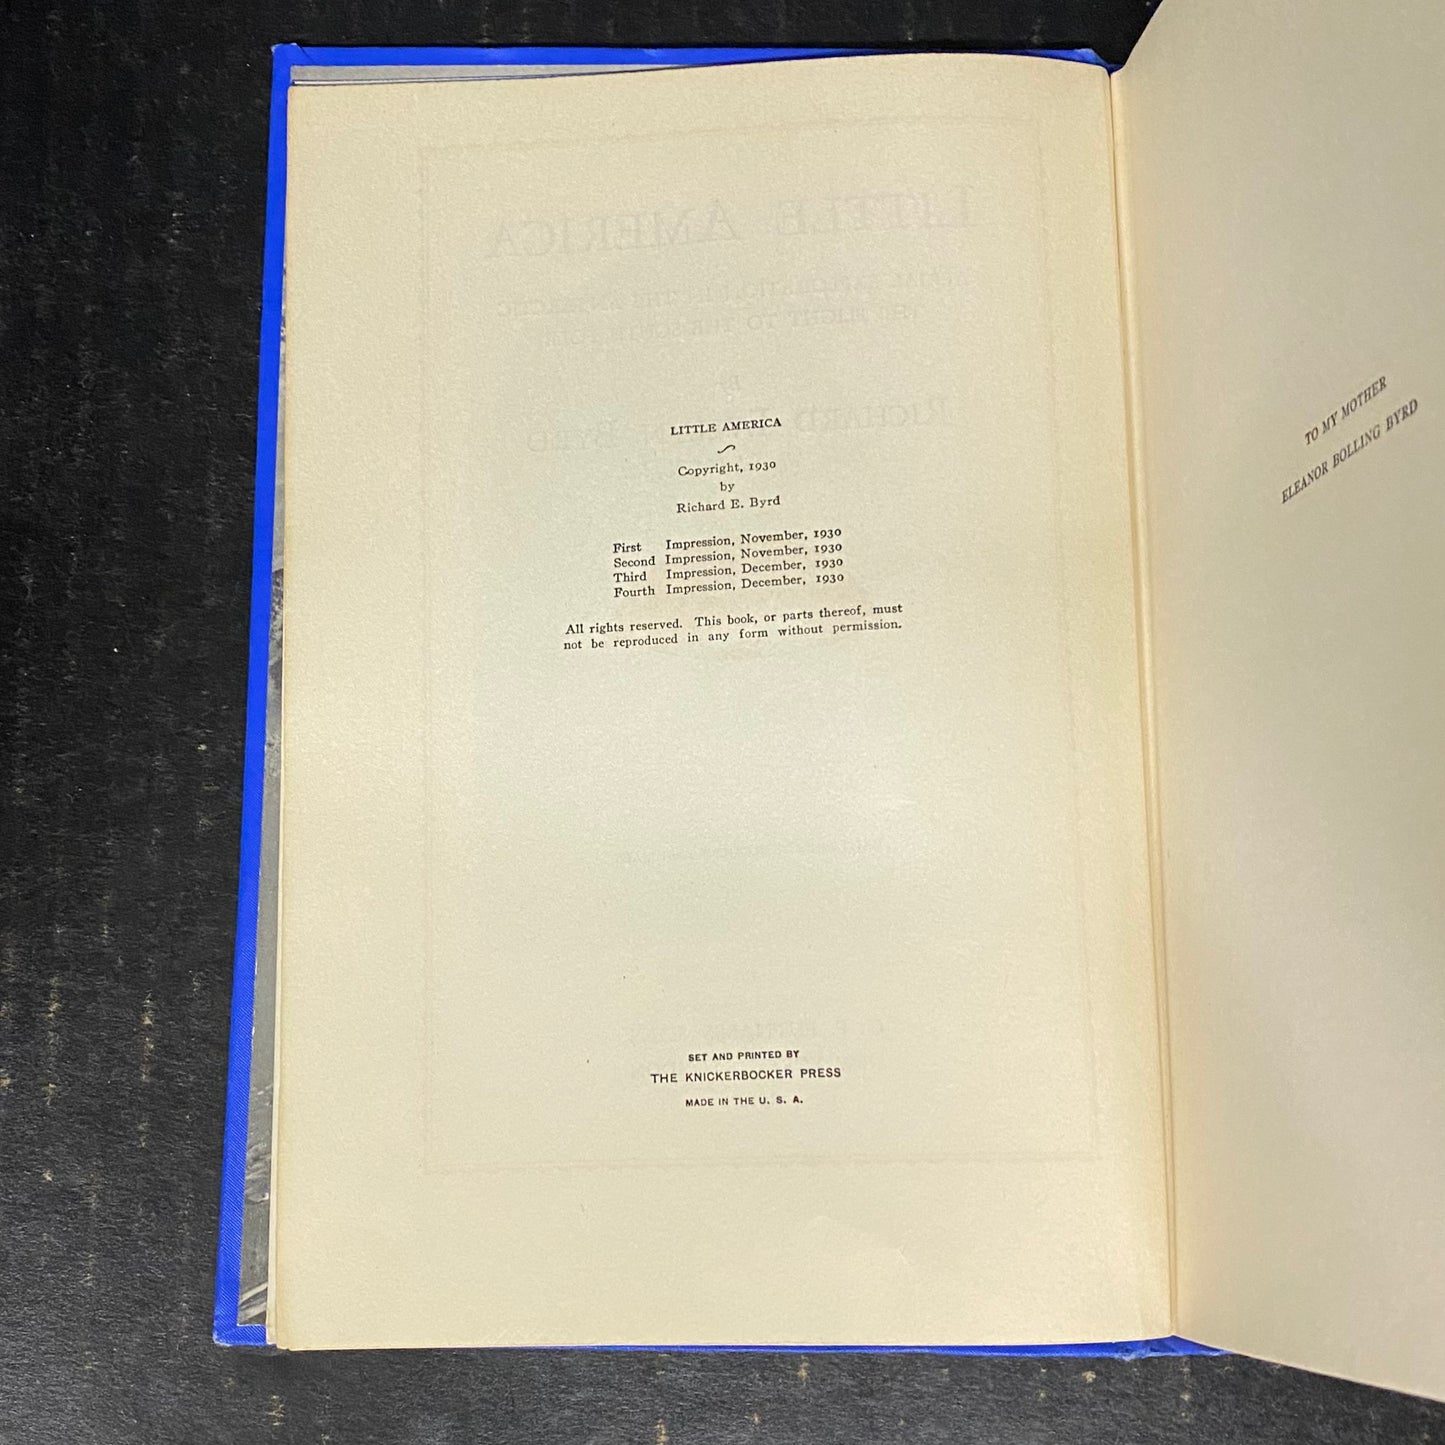 LITTLE AMERICA
Copyright, 1930
by
Richard E. Byrd
First Impression, November, 1930
Second Impression, November, 1930
Third Impression, December, 1930
Fourth Impression, December, 1930
All rights reserved. This book, or parts thereof, must
not be reproduced in any form without permission.
SET AND PRINTED BY
THE KNICKERBOCKER PRESS
MADE IN THE U. S. A.
TO MY MOTHER
ELEANOR BOLLING BYRD